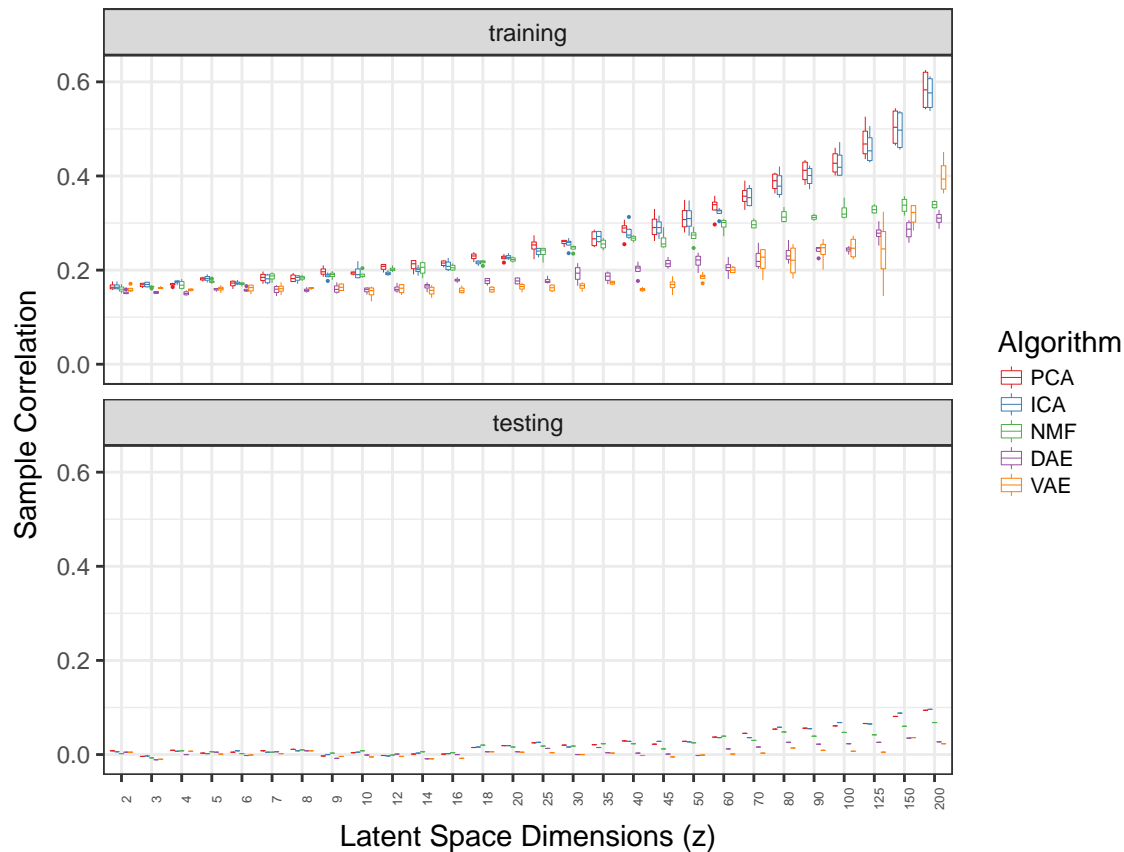 training
0.6
0.4
0.2
0.0
testing
0.6
0.4
0.2
0.0
Sample Correlation
2 3 4 5 6 7 8 9 10 12 14 16 18 20 25 30 35 40 45 50 60 70 80 90 100 125 150 200
Latent Space Dimensions (z)
Algorithm
PCA
ICA
NMF
DAE
VAE